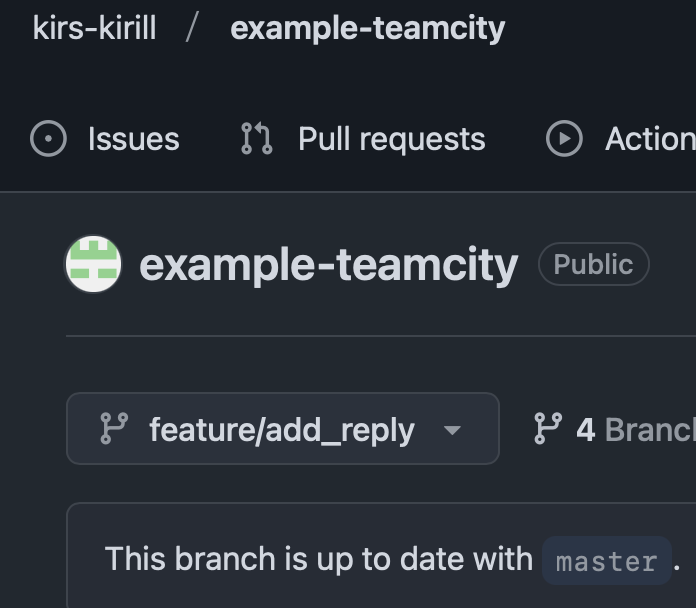 kirs-kirill / example-teamcity
Issues Pull requests Action
example-teamcity Public
feature/add_reply 4 Branch
This branch is up to date with master.